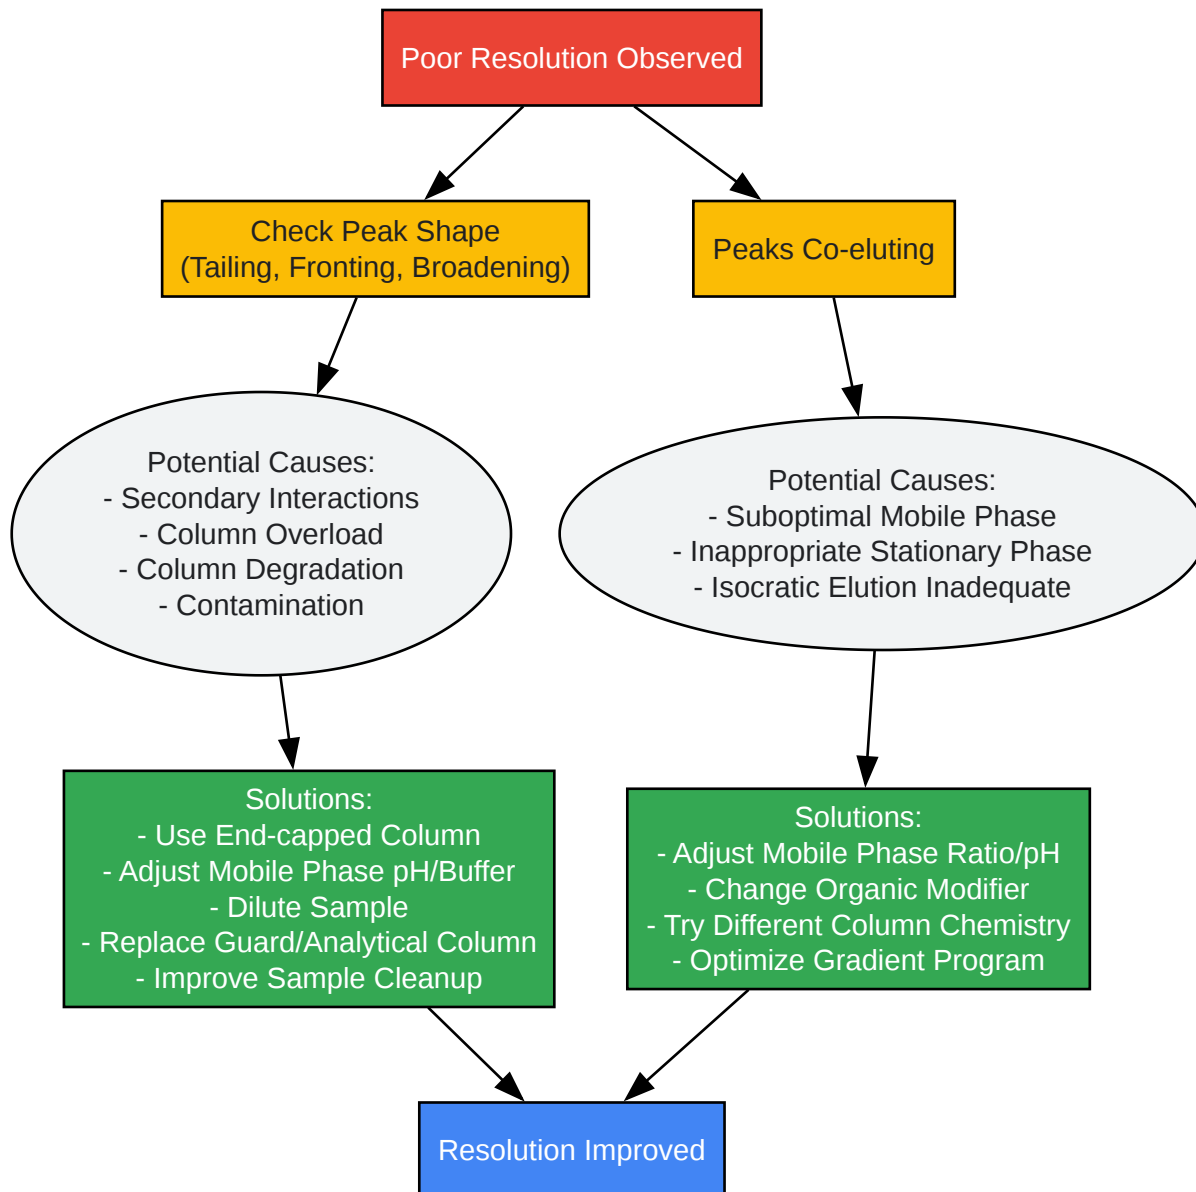 Poor Resolution Observed
Check Peak Shape
(Tailing, Fronting, Broadening)
Peaks Co-eluting
Potential Causes:
- Secondary Interactions
- Column Overload
- Column Degradation
- Contamination
Potential Causes:
- Suboptimal Mobile Phase
- Inappropriate Stationary Phase
- Isocratic Elution Inadequate
Solutions:
- Use End-capped Column
- Adjust Mobile Phase pH/Buffer
- Dilute Sample
- Replace Guard/Analytical Column
- Improve Sample Cleanup
Solutions:
- Adjust Mobile Phase Ratio/pH
- Change Organic Modifier
- Try Different Column Chemistry
- Optimize Gradient Program
Resolution Improved